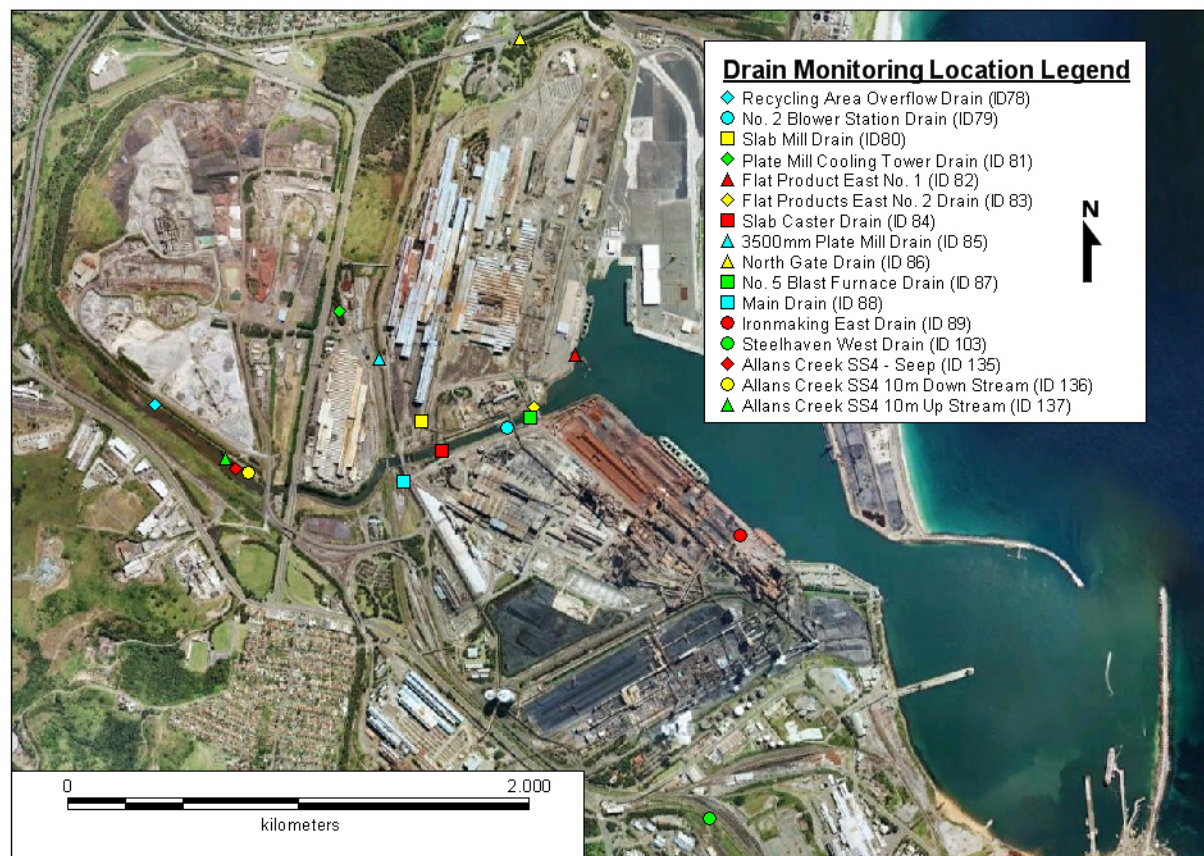 Drain Monitoring Location Legend
Recycling Area Overflow Drain (ID78)
No. 2 Blower Station Drain (ID79)
Slab Mill Drain (ID80)
Plate Mill Cooling Tower Drain (ID 81)
Flat Product East No. 1 (ID 82)
Flat Products East No. 2 Drain (ID 83)
Slab Caster Drain (ID 84)
3500mm Plate Mill Drain (ID 85)
North Gate Drain (ID 86)
No. 5 Blast Furnace Drain (ID 87)
Main Drain (ID 88)
Ironmaking East Drain (ID 89)
Steelhaven West Drain (ID 103)
Allans Creek SS4 - Seep (ID 135)
Allans Creek SS4 10m Down Stream (ID 136)
Allans Creek SS4 10m Up Stream (ID 137)
N
0 2.000
kilometers